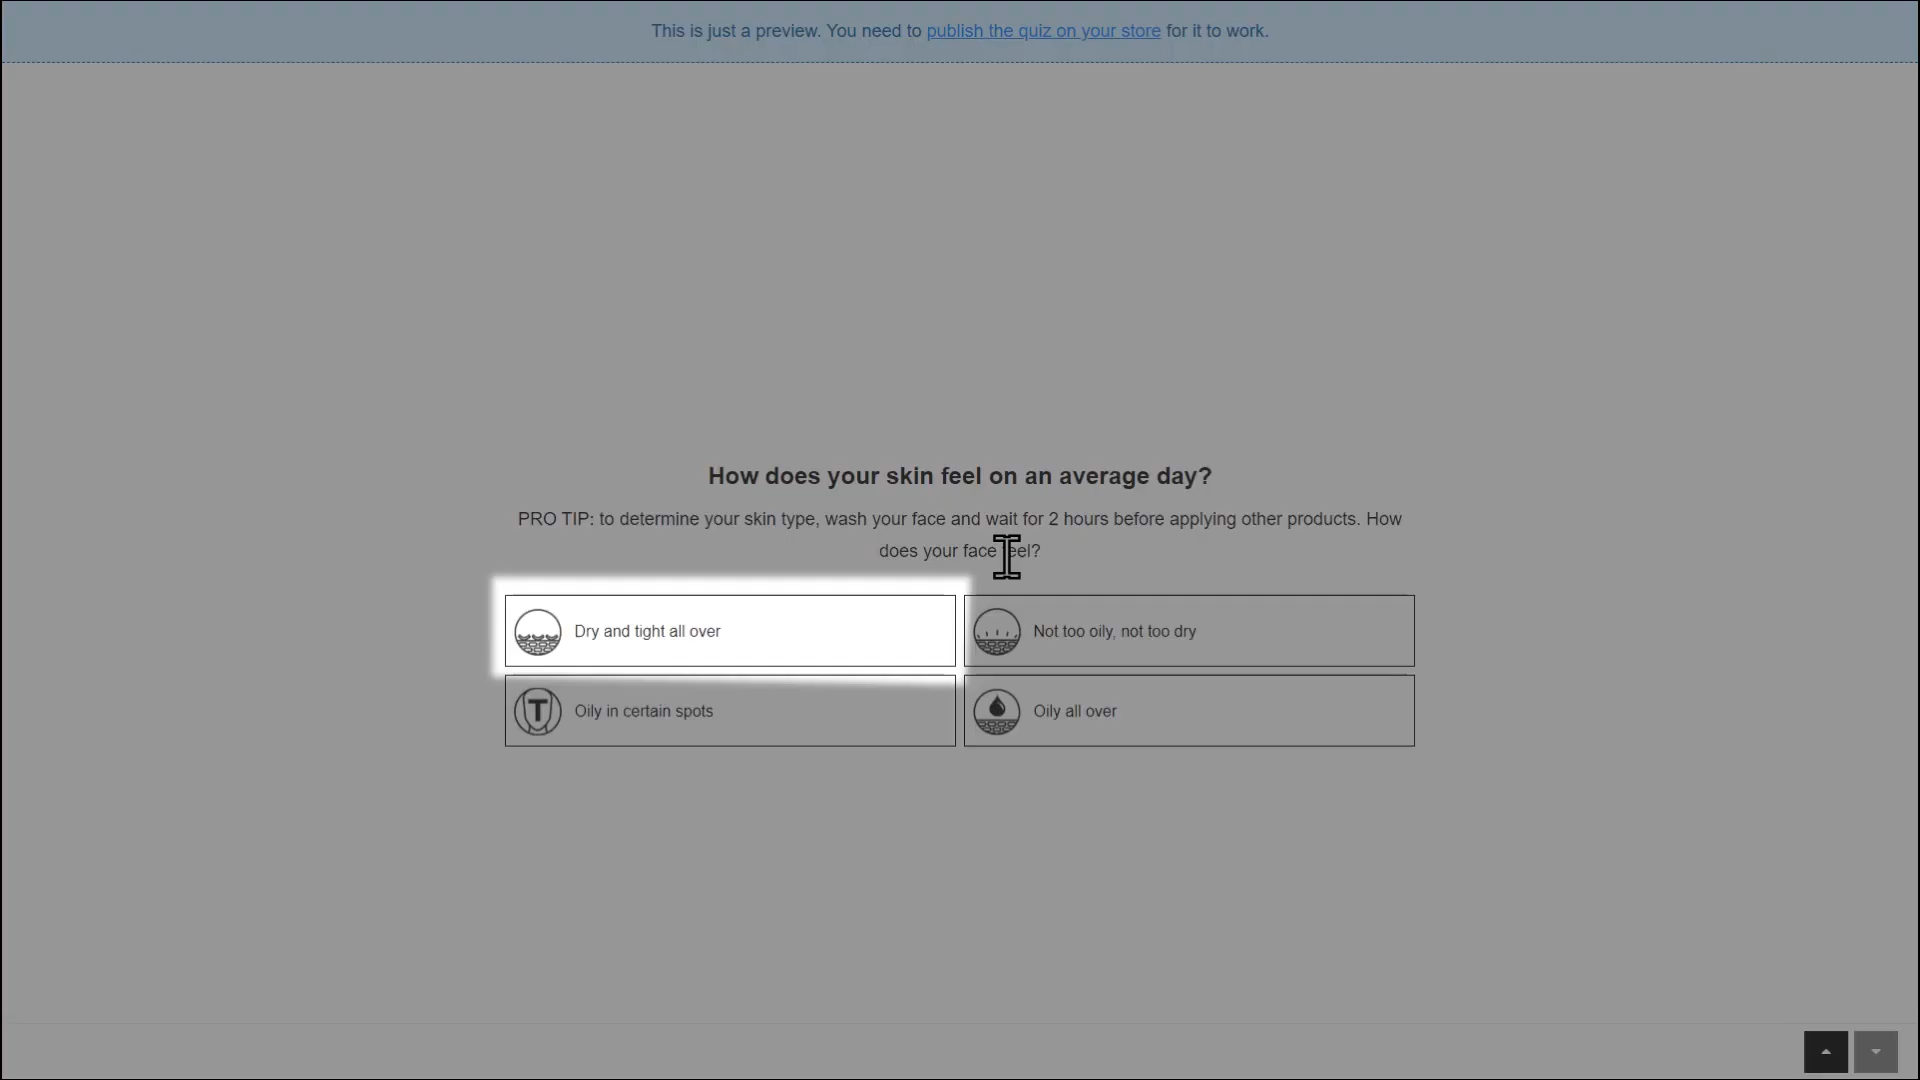 This is just a preview. You need to publish the quiz on your store for it to work.
How does your skin feel on an average day?
PRO TIP: to determine your skin type, wash your face and wait for 2 hours before applying other products. How
does your face feel?
Dry and tight all over
Not too oily, not too dry
T
Oily in certain spots
Oily all over